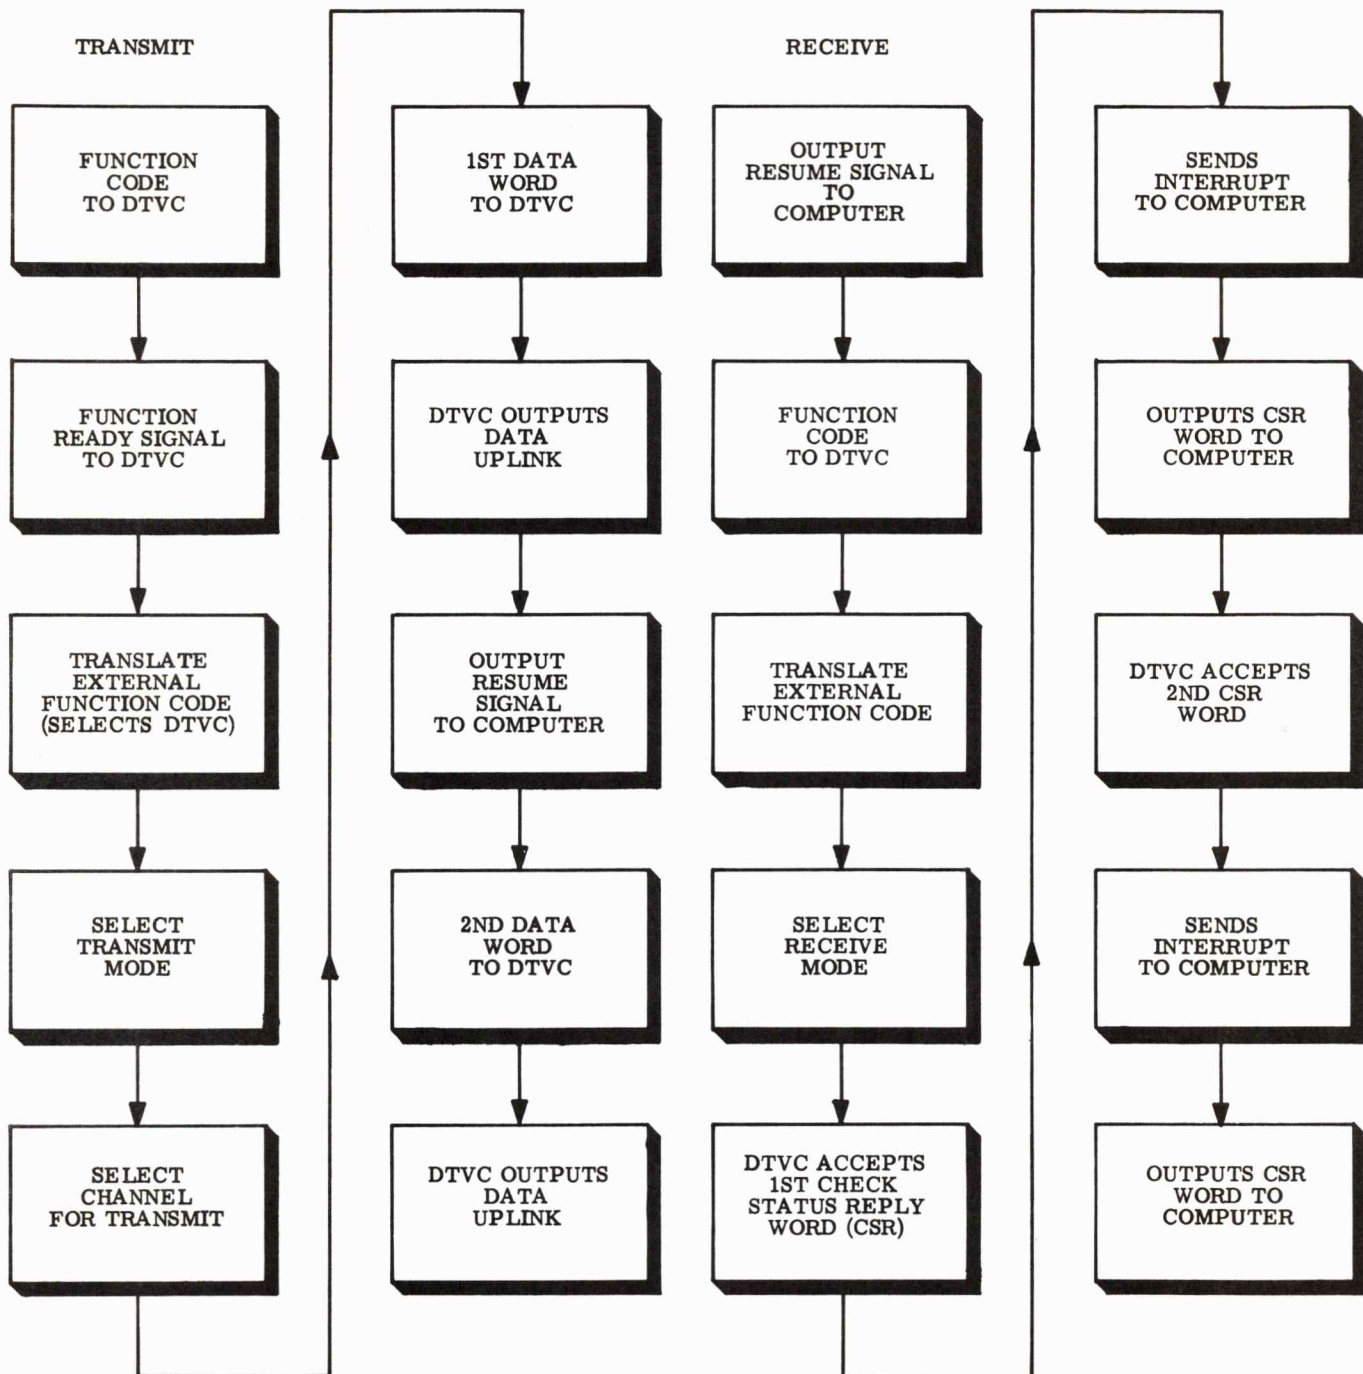 TRANSMIT
FUNCTION
CODE
TO DTVC
FUNCTION
READY SIGNAL
TO DTVC
TRANSLATE
EXTERNAL
FUNCTION CODE
(SELECTS DTVC)
SELECT
TRANSMIT
MODE
SELECT
CHANNEL
FOR TRANSMIT
1ST DATA
WORD
TO DTVC
DTVC OUTPUTS
DATA
UPLINK
OUTPUT
RESUME
SIGNAL
TO COMPUTER
2ND DATA
WORD
TO DTVC
DTVC OUTPUTS
DATA
UPLINK
RECEIVE
OUTPUT
RESUME SIGNAL
TO
COMPUTER
FUNCTION
CODE
TO DTVC
TRANSLATE
EXTERNAL
FUNCTION CODE
SELECT
RECEIVE
MODE
DTVC ACCEPTS
1ST CHECK
STATUS REPLY
WORD (CSR)
SENDS
INTERRUPT
TO COMPUTER
OUTPUTS CSR
WORD TO
COMPUTER
DTVC ACCEPTS
2ND CSR
WORD
SENDS
INTERRUPT
TO COMPUTER
OUTPUTS CSR
WORD TO
COMPUTER